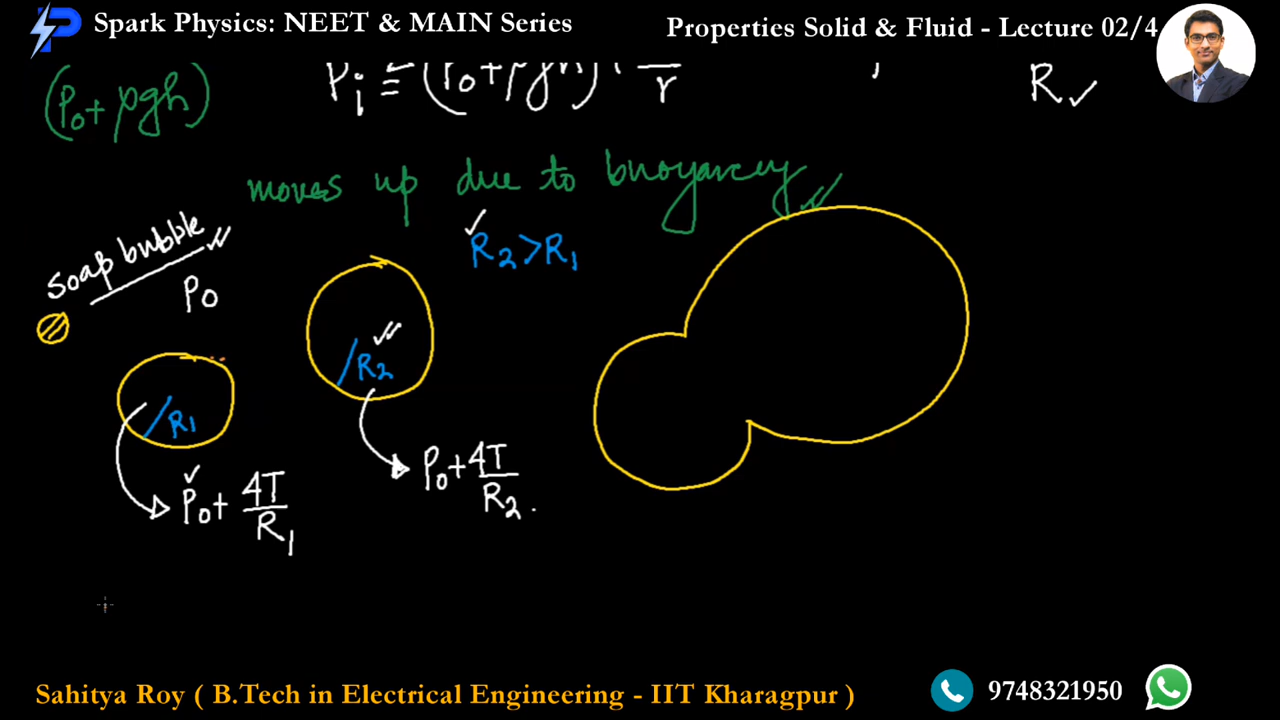 Spark Physics: NEET & MAIN Series
Properties Solid & Fluid - Lecture 02/4
(P₀+ρgh)
R
moves up due to buoyancy
R₂>R₁
soap bubble
P₀
R₂
R₁
P₀+4T/R₂
P₀+4T/R₁
Sahitya Roy ( B.Tech in Electrical Engineering - IIT Kharagpur )
9748321950